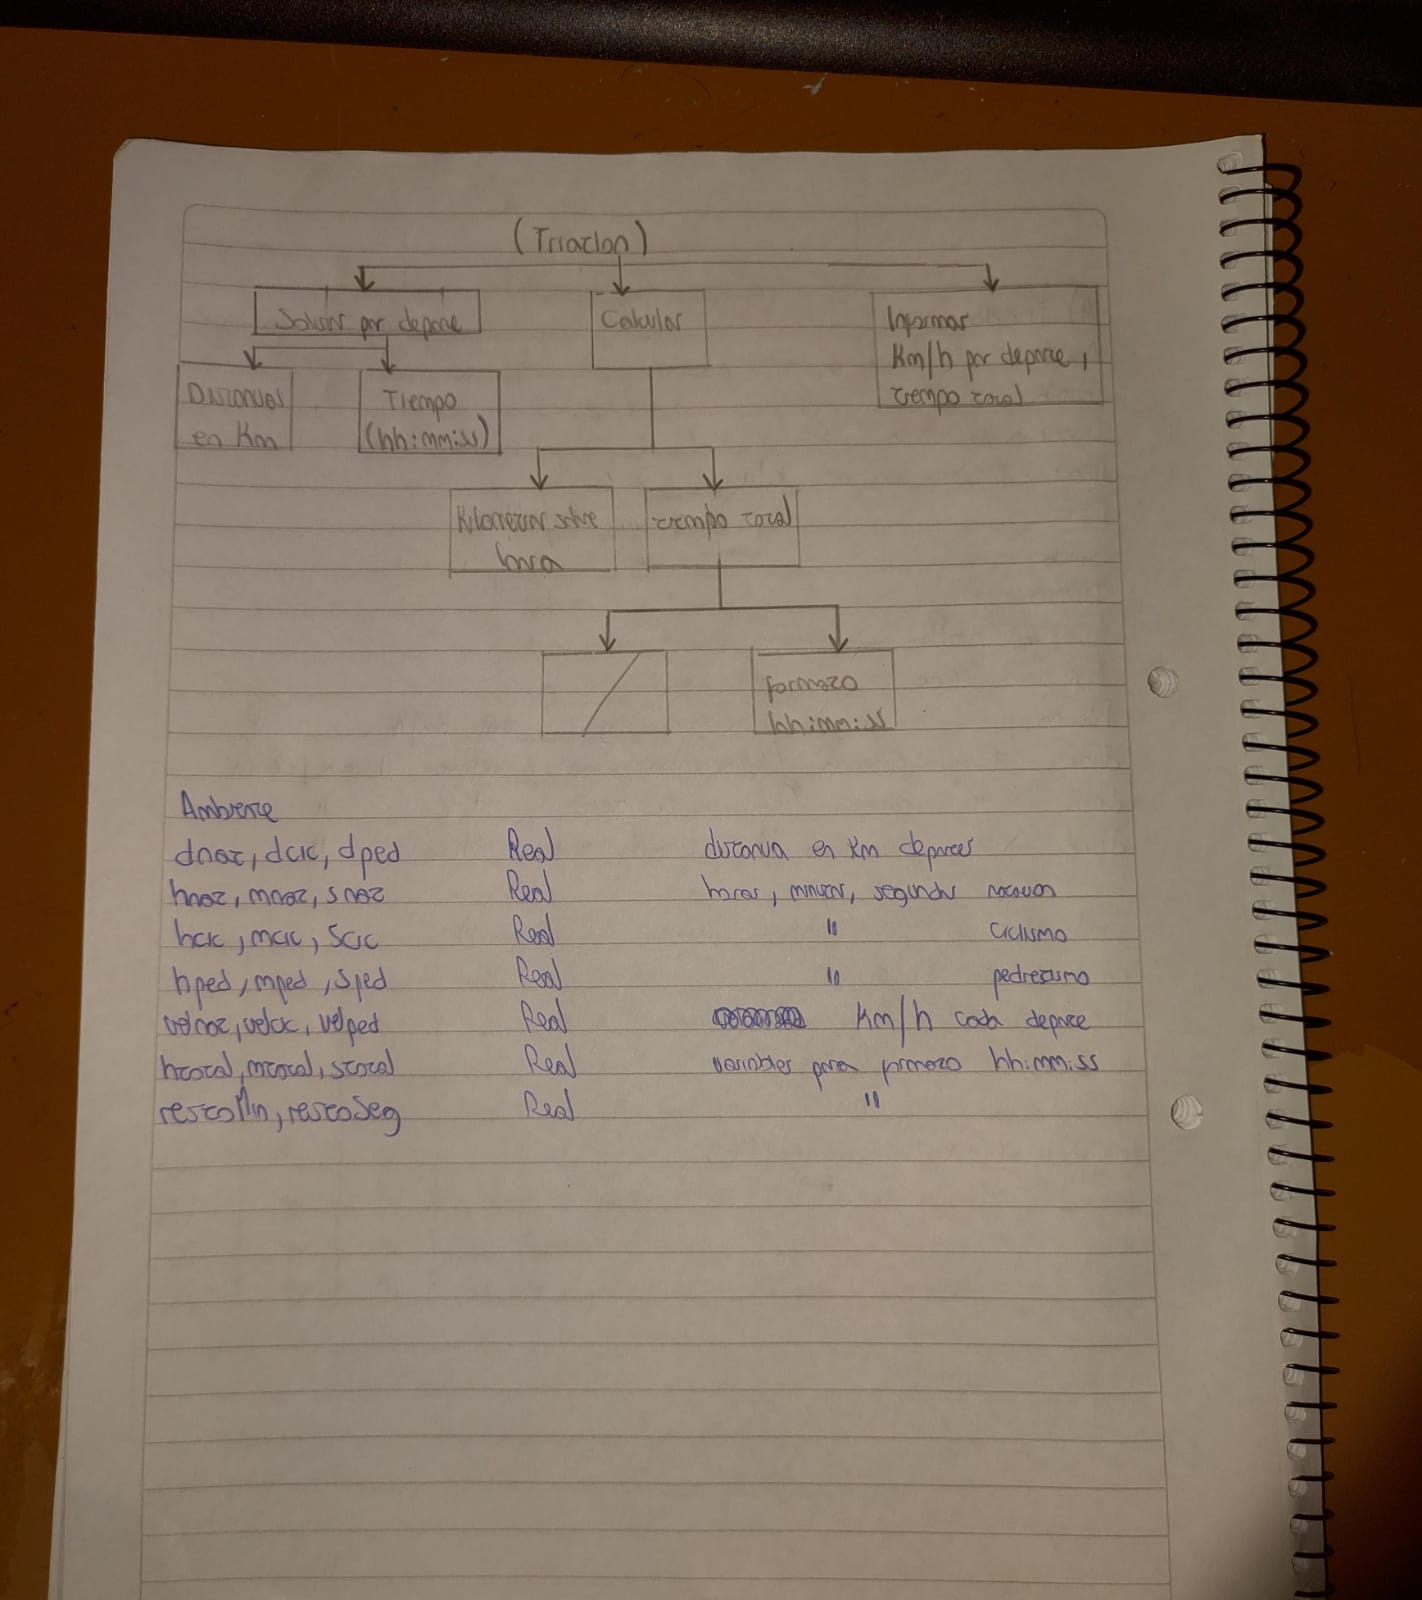 (Triatlon)
Solicitar por deporte
Calcular
Informar
Km/h por deporte,
tiempo total
Distancias
en Km
Tiempo
(hh:mm:ss)
Kilometros sobre
hora
tiempo total
formato
hh:mm:ss
Ambiente
dnat, dcic, dped Real distancia en Km deportes
hnat, mnat, snat Real horas, minutos, segundos natacion
hcic, mcic, scic Real " Ciclismo
hped, mped, sped Real " pedrestismo
velnat, velcic, velped Real Km/h cada deporte
htotal, mtotal, stotal Real variables para formato hh:mm:ss
restoMin, restoSeg Real "